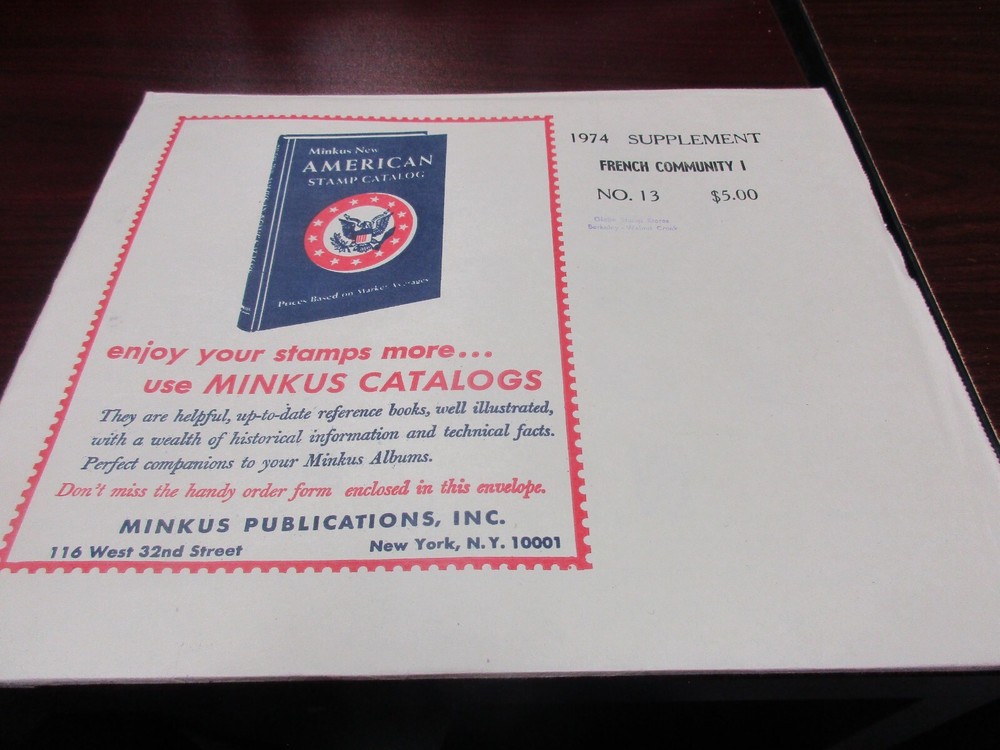 Minkus New
AMERICAN
STAMP CATALOG
Prices Based on Market Averages
enjoy your stamps more...
use MINKUS CATALOGS
They are helpful, up-to-date reference books, well illustrated,
with a wealth of historical information and technical facts.
Perfect companions to your Minkus Albums.
Don't miss the handy order form enclosed in this envelope.
MINKUS PUBLICATIONS, INC.
116 West 32nd Street New York, N.Y. 10001
1974 SUPPLEMENT
FRENCH COMMUNITY I
NO. 13 $5.00